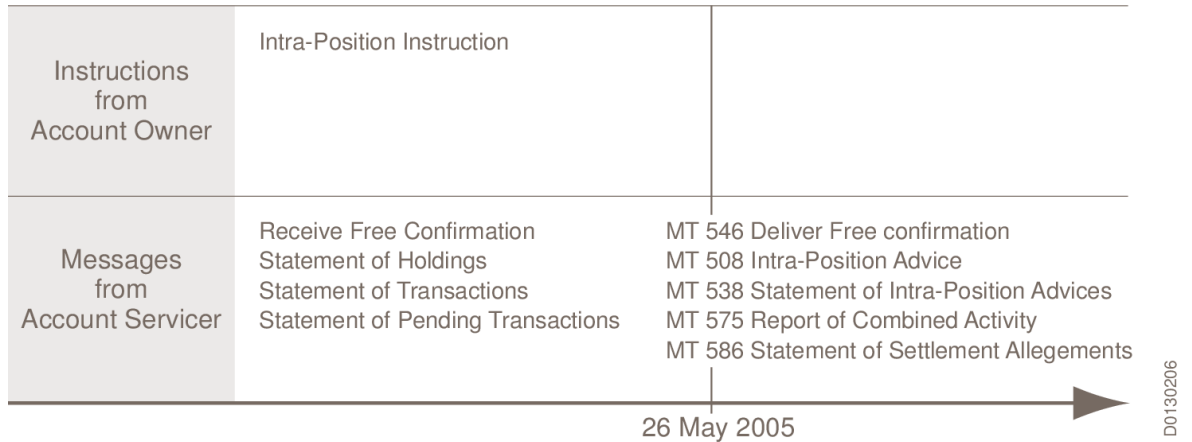 Instructions
from
Account Owner
Intra-Position Instruction
Messages
from
Account Servicer
Receive Free Confirmation
Statement of Holdings
Statement of Transactions
Statement of Pending Transactions
MT 546 Deliver Free confirmation
MT 508 Intra-Position Advice
MT 538 Statement of Intra-Position Advices
MT 575 Report of Combined Activity
MT 586 Statement of Settlement Allegements
26 May 2005
D0130206